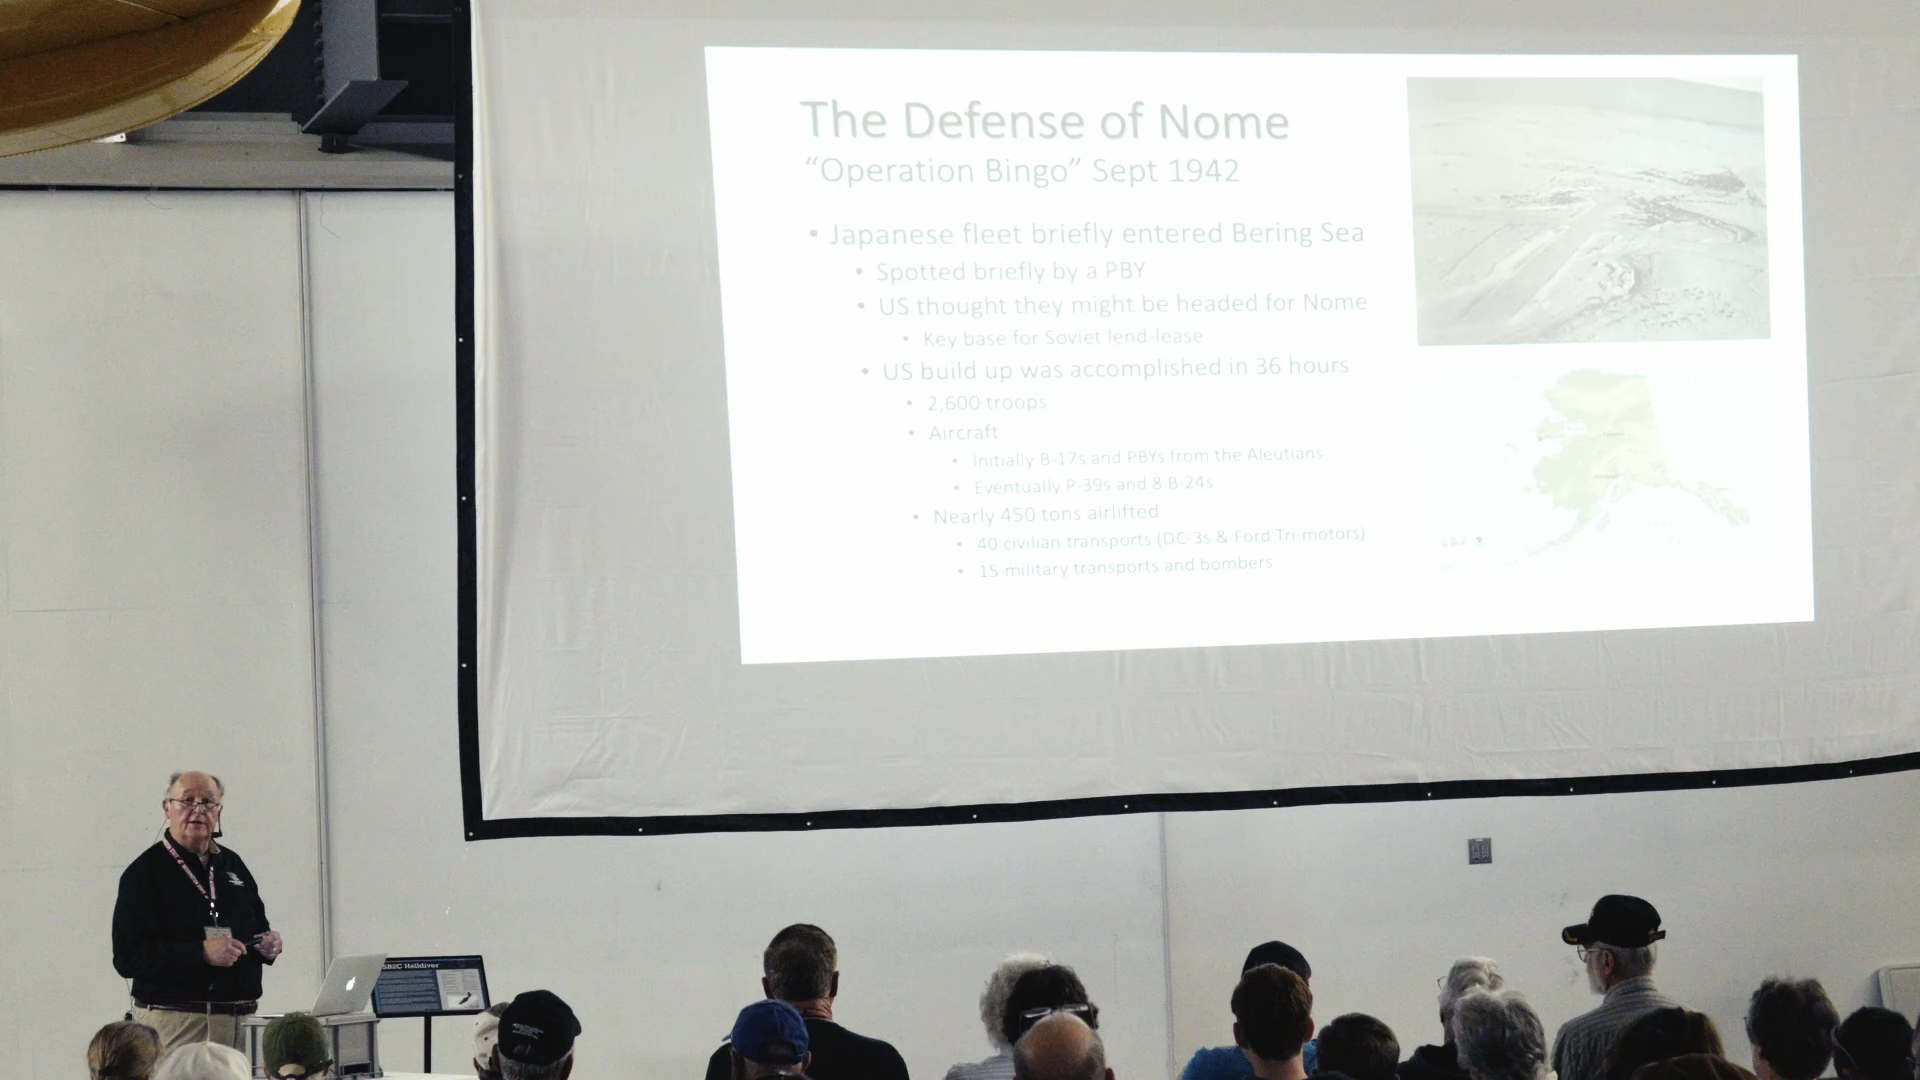 The Defense of Nome
“Operation Bingo” Sept 1942
• Japanese fleet briefly entered Bering Sea
• Spotted briefly by a PBY
• US thought they might be headed for Nome
• Key base for Soviet lend-lease
• US build up was accomplished in 36 hours
• 2,600 troops
• Aircraft
• Initially B-17s and PBYs from the Aleutians
• Eventually P-39s and 8 B-24s
• Nearly 450 tons airlifted
• 40 civilian transports (DC-3s & Ford Tri-motors)
• 15 military transports and bombers
SB2C Helldiver